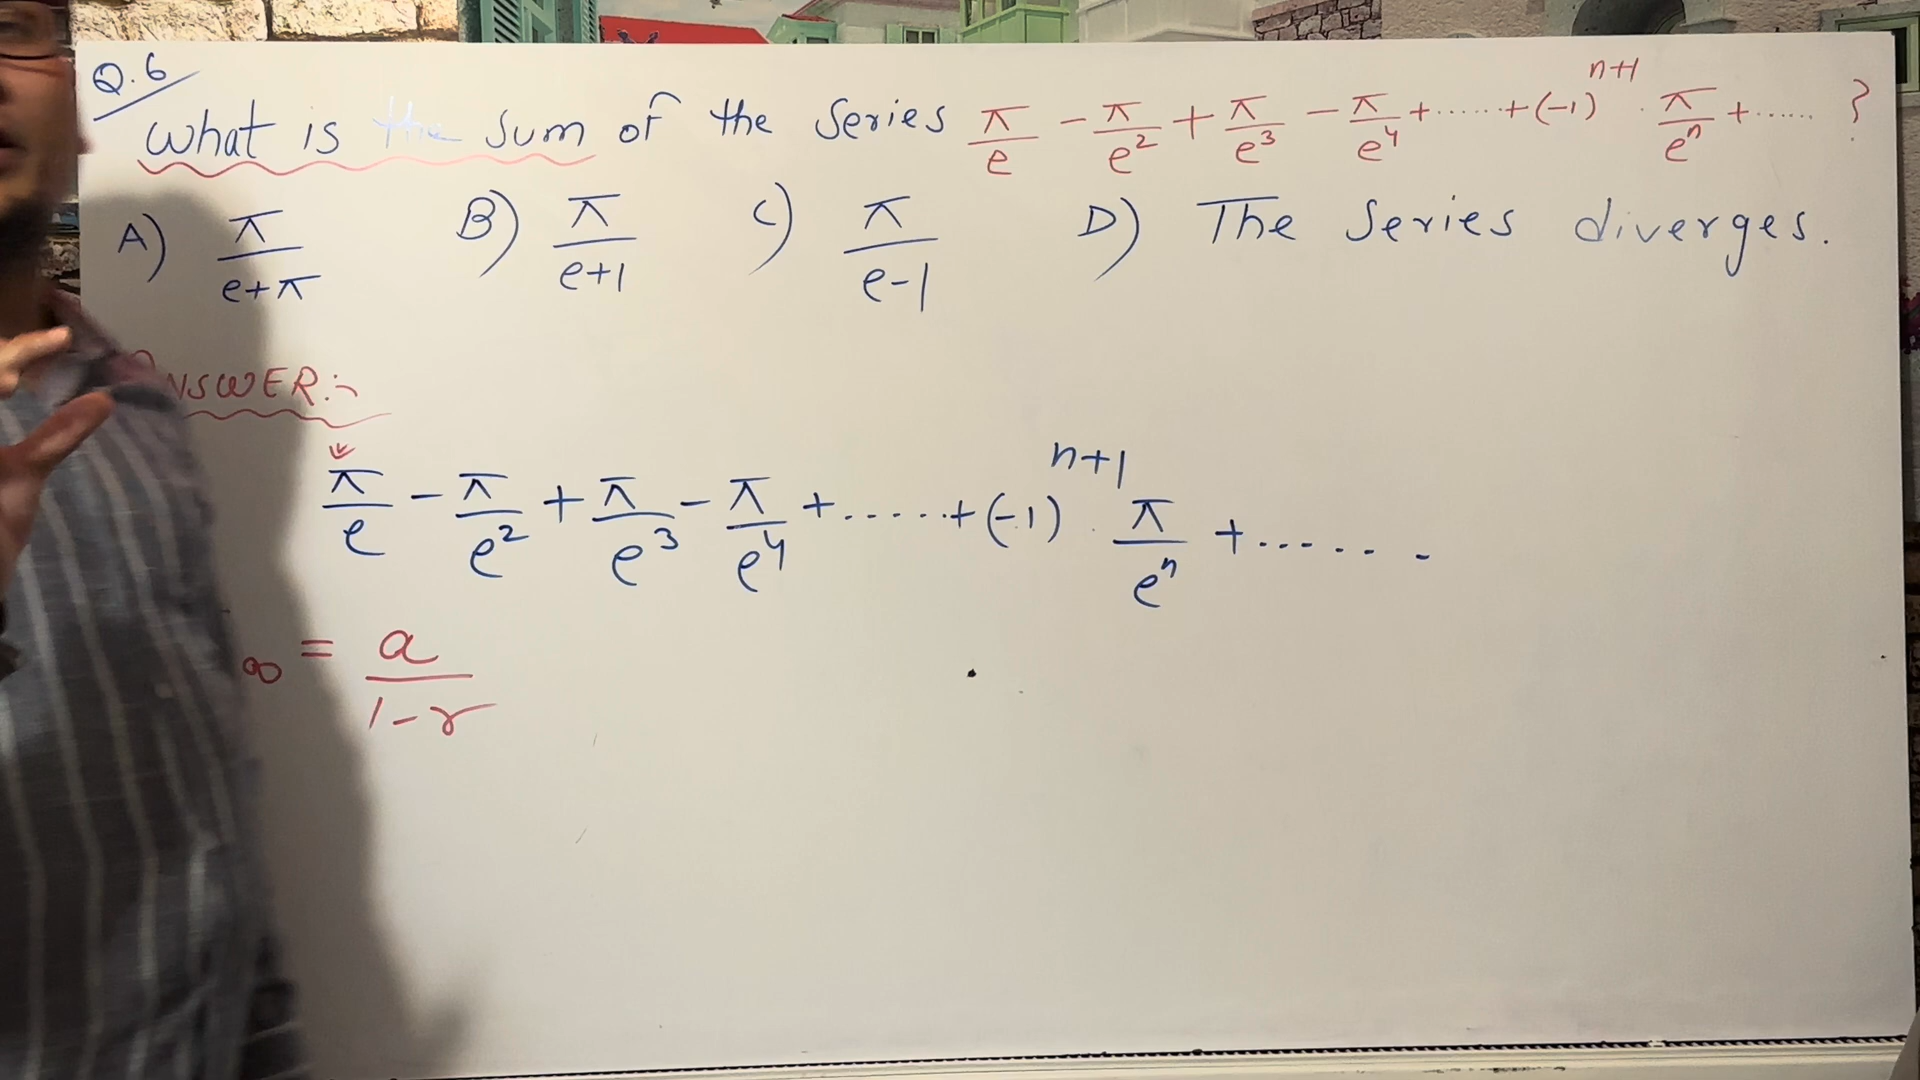 Q.6
What is the sum of the series π/e - π/e² + π/e³ - π/e⁴ + ...... + (-1)ⁿ⁺¹ · π/eⁿ + ...... ?
A) π/(e+π) B) π/(e+1) C) π/(e-1) D) The series diverges.
ANSWER:-
π/e - π/e² + π/e³ - π/e⁴ + ...... + (-1)ⁿ⁺¹ · π/eⁿ + ...... .
∞ = a/(1-r)